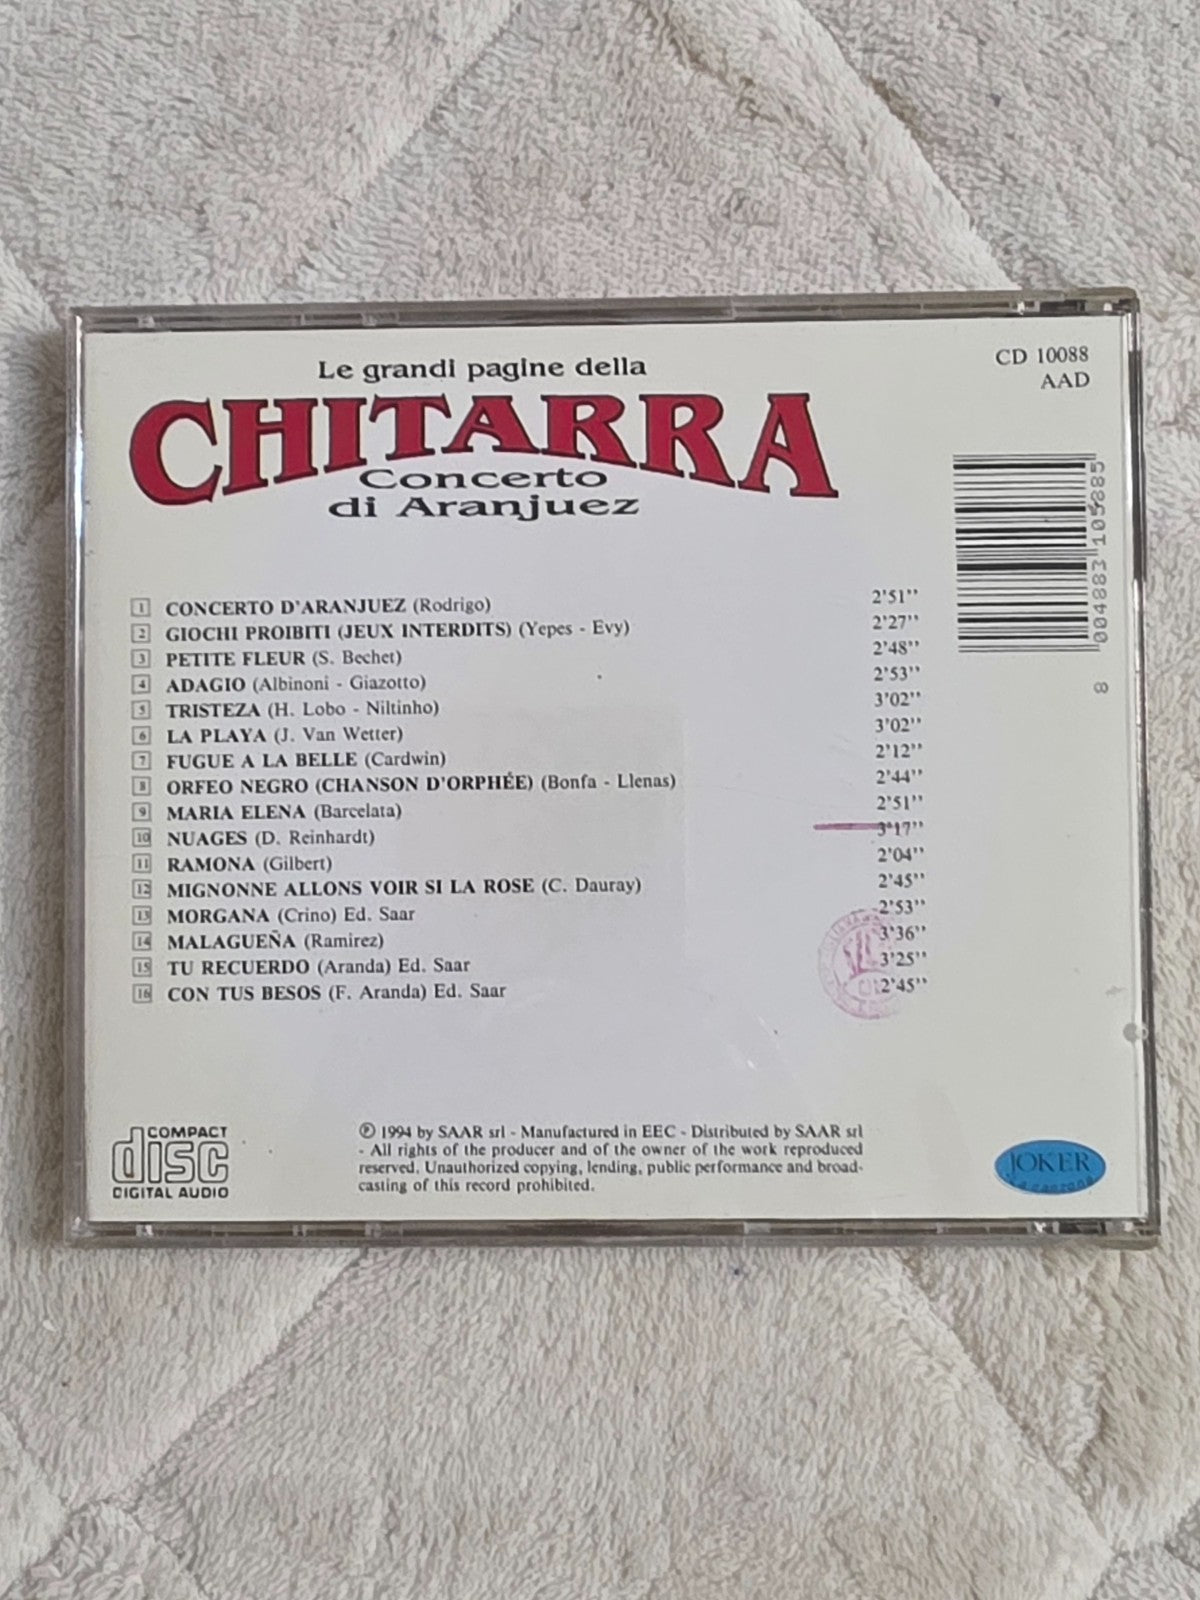 Le grandi pagine della
CHITARRA
Concerto
di Aranjuez
CD 10088
AAD
8 004883 105885
1 CONCERTO D'ARANJUEZ (Rodrigo) 2'51''
2 GIOCHI PROIBITI (JEUX INTERDITS) (Yepes - Evy) 2'27''
3 PETITE FLEUR (S. Bechet) 2'48''
4 ADAGIO (Albinoni - Giazotto) 2'53''
5 TRISTEZA (H. Lobo - Niltinho) 3'02''
6 LA PLAYA (J. Van Wetter) 3'02''
7 FUGUE A LA BELLE (Cardwin) 2'12''
8 ORFEO NEGRO (CHANSON D'ORPHÉE) (Bonfa - Llenas) 2'44''
9 MARIA ELENA (Barcelata) 2'51''
10 NUAGES (D. Reinhardt) 3'17''
11 RAMONA (Gilbert) 2'04''
12 MIGNONNE ALLONS VOIR SI LA ROSE (C. Dauray) 2'45''
13 MORGANA (Crino) Ed. Saar 2'53''
14 MALAGUEÑA (Ramirez) 3'36''
15 TU RECUERDO (Aranda) Ed. Saar 3'25''
16 CON TUS BESOS (F. Aranda) Ed. Saar 2'45''
COMPACT
disc
DIGITAL AUDIO
℗ 1994 by SAAR srl - Manufactured in EEC - Distributed by SAAR srl
- All rights of the producer and of the owner of the work reproduced
reserved. Unauthorized copying, lending, public performance and broad-
casting of this record prohibited.
JOKER
La canzone